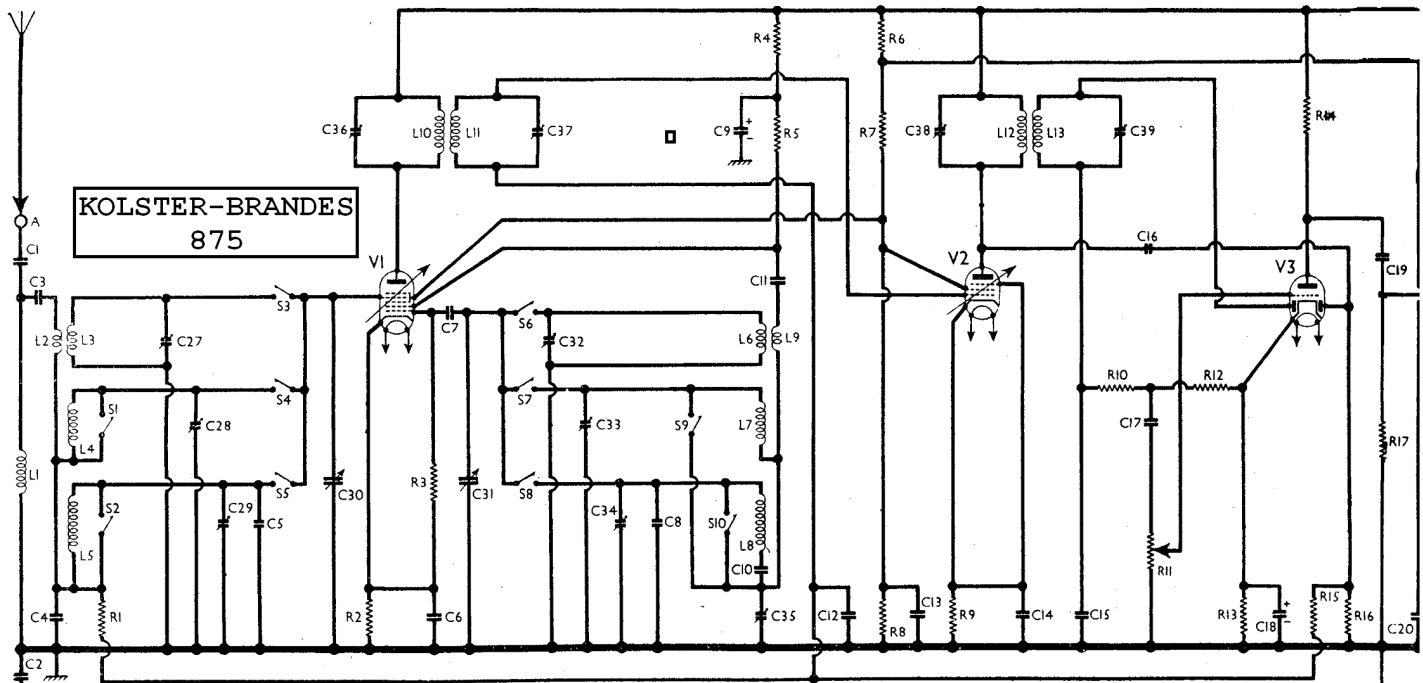 R4
R6
C36
L10
L11
C37
C9
+
-
R5
R7
C38
L12
L13
C39
R14
KOLSTER-BRANDES
875
A
C1
C3
V1
V2
C16
V3
C19
C11
S3
C7
S6
L2
L3
C27
C32
L6
L9
S4
S7
R10
R12
S1
C28
C33
S9
L7
C17
R17
L4
L1
S5
C30
R3
C31
S8
S2
C29
C5
C34
C8
S10
L8
L5
C10
R11
C4
R1
R2
C6
C35
C12
R8
C13
R9
C14
C15
R13
C18
+
-
R15
R16
C20
C2